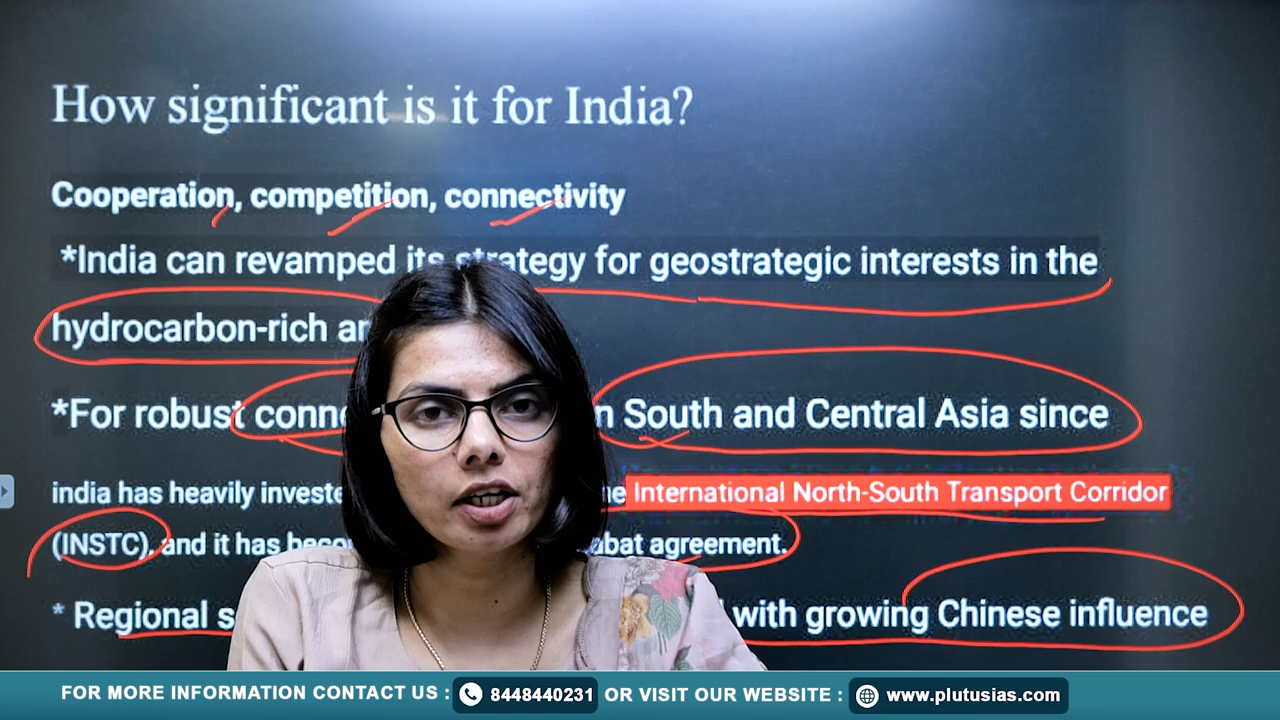 How significant is it for India?
Cooperation, competition, connectivity
*India can revamped its strategy for geostrategic interests in the
hydrocarbon-rich
*For robust South and Central Asia since
india has heavily International North-South Transport Corridor
(INSTC), and it has agreement.
* Regional with growing Chinese influence
FOR MORE INFORMATION CONTACT US : 8448440231 OR VISIT OUR WEBSITE : www.plutusias.com